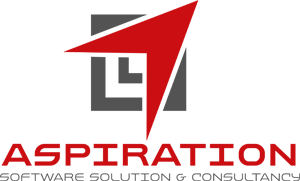 ASPIRATION
SOFTWARE SOLUTION & CONSULTANCY